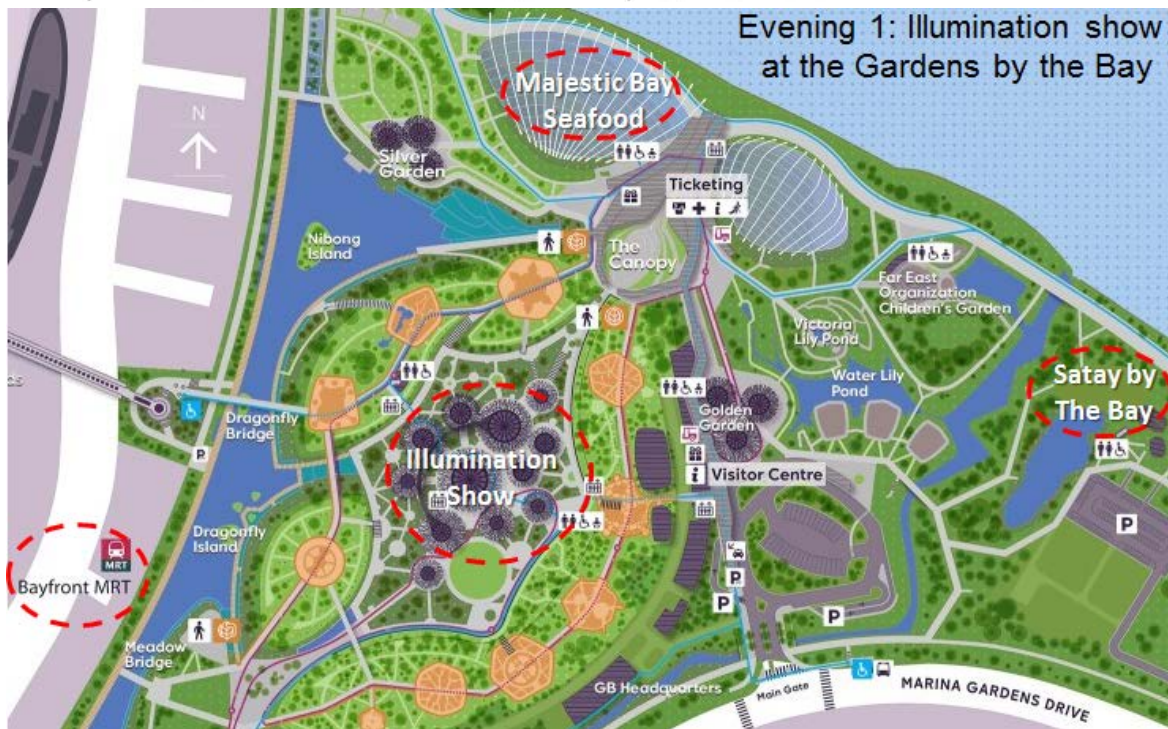 Evening 1: Illumination show
at the Gardens by the Bay
Majestic Bay
Seafood
N
Silver
Garden
Ticketing
Nibong
Island
The
Canopy
Far East
Organization
Children's Garden
Victoria
Lily Pond
Water Lily
Pond
Satay by
The Bay
Dragonfly
Bridge
Golden
Garden
P
Illumination
Show
i Visitor Centre
Dragonfly
Island
P
MRT
Bayfront MRT
P
P
P
Meadow
Bridge
GB Headquarters
Main Gate
MARINA GARDENS DRIVE